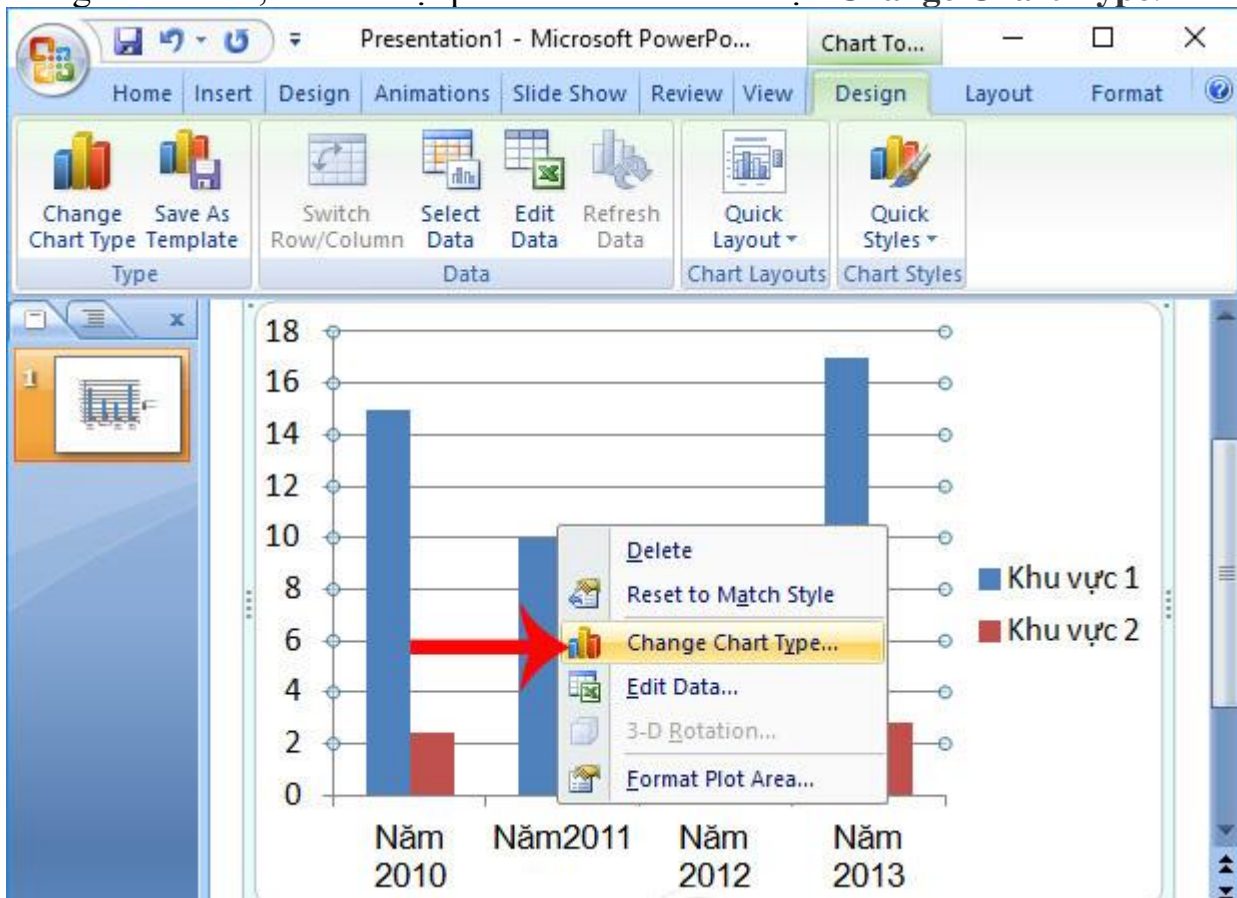 Change Chart Type.
Presentation1 - Microsoft PowerPo...
Chart To...
Home Insert Design Animations Slide Show Review View Design Layout Format
Change Chart Type
Save As Template
Switch Row/Column
Select Data
Edit Data
Refresh Data
Quick Layout
Quick Styles
Type
Data
Chart Layouts
Chart Styles
1
18
16
14
12
10
8
6
4
2
0
Delete
Reset to Match Style
Change Chart Type...
Edit Data...
3-D Rotation...
Format Plot Area...
Khu vực 1
Khu vực 2
Năm 2010
Năm2011
Năm 2012
Năm 2013